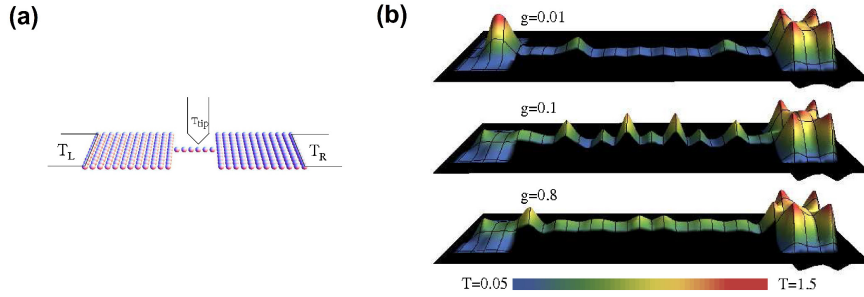 (a)
T_tip
T_L
T_R
(b)
g=0.01
g=0.1
g=0.8
T=0.05
T=1.5